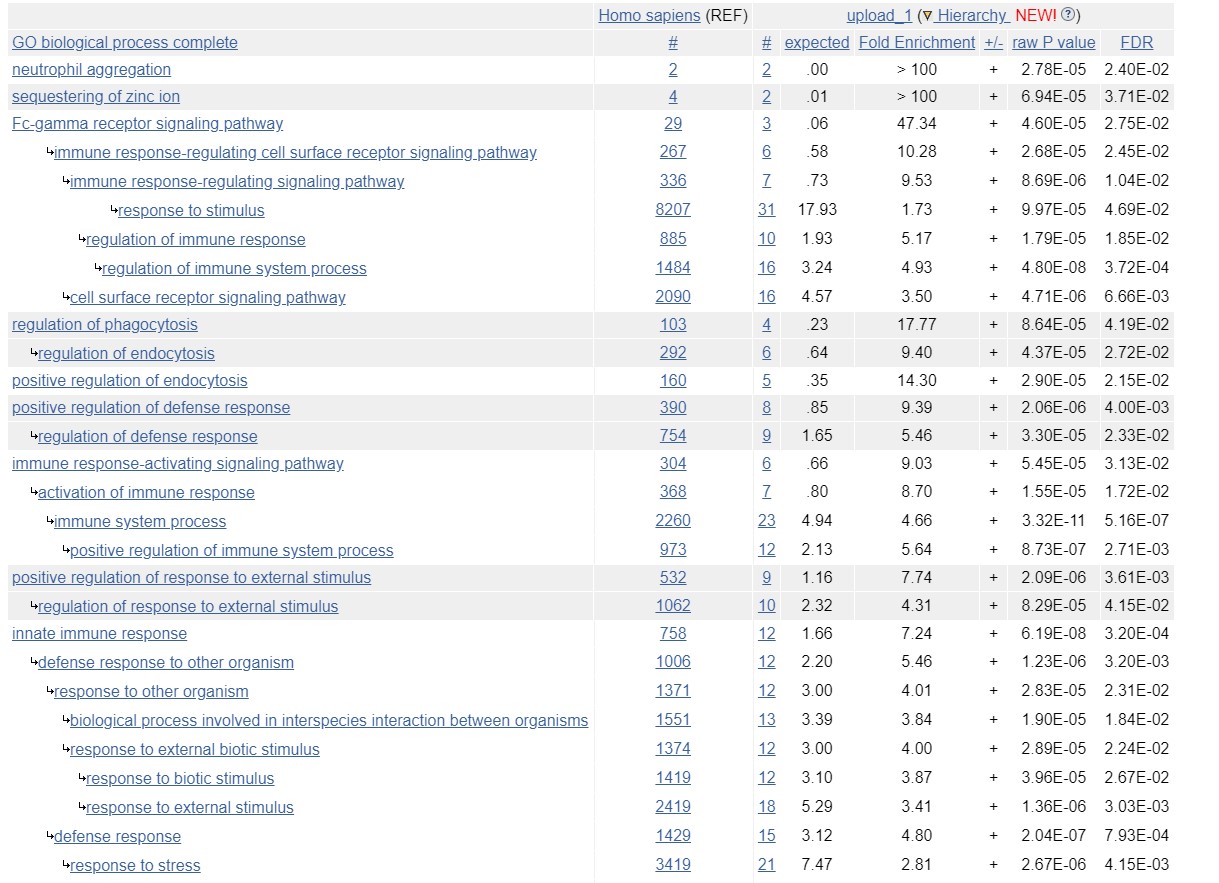 Homo sapiens (REF) upload_1 (▼ Hierarchy NEW! ?)
GO biological process complete # # expected Fold Enrichment +/- raw P value FDR
neutrophil aggregation 2 2 .00 > 100 + 2.78E-05 2.40E-02
sequestering of zinc ion 4 2 .01 > 100 + 6.94E-05 3.71E-02
Fc-gamma receptor signaling pathway 29 3 .06 47.34 + 4.60E-05 2.75E-02
↳immune response-regulating cell surface receptor signaling pathway 267 6 .58 10.28 + 2.68E-05 2.45E-02
↳immune response-regulating signaling pathway 336 7 .73 9.53 + 8.69E-06 1.04E-02
↳response to stimulus 8207 31 17.93 1.73 + 9.97E-05 4.69E-02
↳regulation of immune response 885 10 1.93 5.17 + 1.79E-05 1.85E-02
↳regulation of immune system process 1484 16 3.24 4.93 + 4.80E-08 3.72E-04
↳cell surface receptor signaling pathway 2090 16 4.57 3.50 + 4.71E-06 6.66E-03
regulation of phagocytosis 103 4 .23 17.77 + 8.64E-05 4.19E-02
↳regulation of endocytosis 292 6 .64 9.40 + 4.37E-05 2.72E-02
positive regulation of endocytosis 160 5 .35 14.30 + 2.90E-05 2.15E-02
positive regulation of defense response 390 8 .85 9.39 + 2.06E-06 4.00E-03
↳regulation of defense response 754 9 1.65 5.46 + 3.30E-05 2.33E-02
immune response-activating signaling pathway 304 6 .66 9.03 + 5.45E-05 3.13E-02
↳activation of immune response 368 7 .80 8.70 + 1.55E-05 1.72E-02
↳immune system process 2260 23 4.94 4.66 + 3.32E-11 5.16E-07
↳positive regulation of immune system process 973 12 2.13 5.64 + 8.73E-07 2.71E-03
positive regulation of response to external stimulus 532 9 1.16 7.74 + 2.09E-06 3.61E-03
↳regulation of response to external stimulus 1062 10 2.32 4.31 + 8.29E-05 4.15E-02
innate immune response 758 12 1.66 7.24 + 6.19E-08 3.20E-04
↳defense response to other organism 1006 12 2.20 5.46 + 1.23E-06 3.20E-03
↳response to other organism 1371 12 3.00 4.01 + 2.83E-05 2.31E-02
↳biological process involved in interspecies interaction between organisms 1551 13 3.39 3.84 + 1.90E-05 1.84E-02
↳response to external biotic stimulus 1374 12 3.00 4.00 + 2.89E-05 2.24E-02
↳response to biotic stimulus 1419 12 3.10 3.87 + 3.96E-05 2.67E-02
↳response to external stimulus 2419 18 5.29 3.41 + 1.36E-06 3.03E-03
↳defense response 1429 15 3.12 4.80 + 2.04E-07 7.93E-04
↳response to stress 3419 21 7.47 2.81 + 2.67E-06 4.15E-03